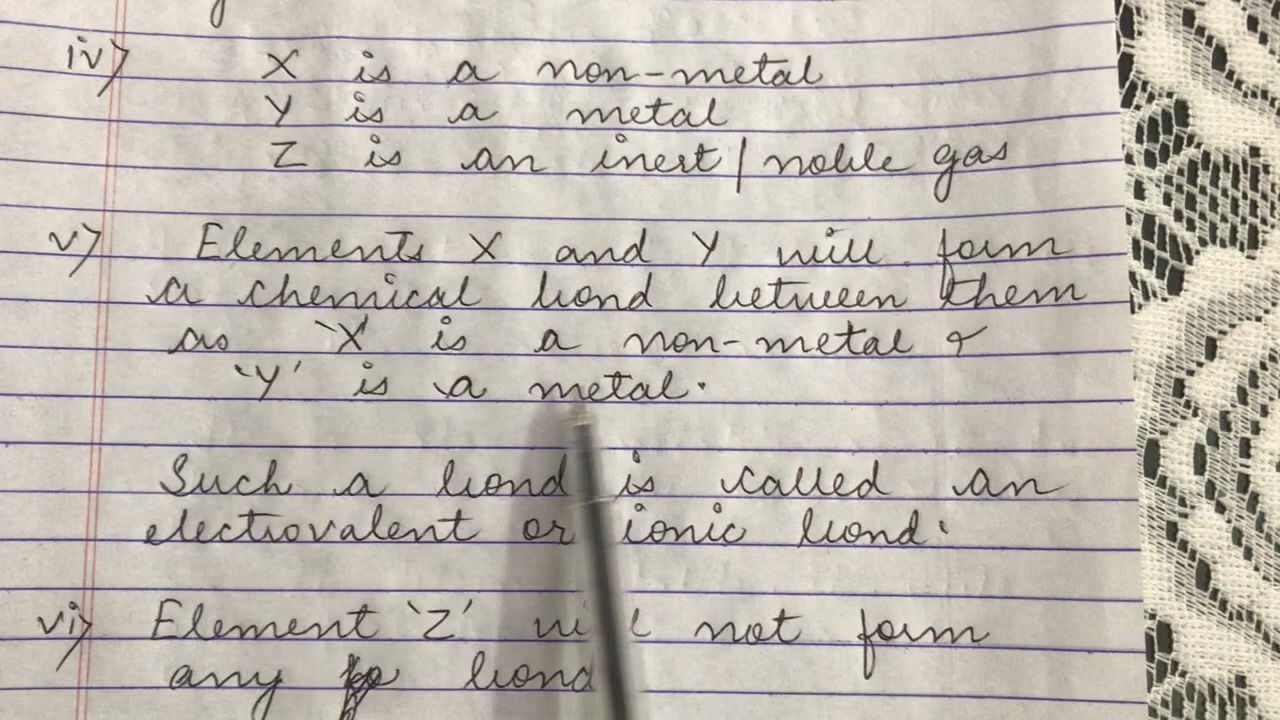 iv) X is a non-metal
Y is a metal
Z is an inert / noble gas
v) Elements X and Y will form
a chemical bond between them
as 'X' is a non-metal &
'Y' is a metal.
Such a bond is called an
electrovalent or ionic bond.
vi) Element 'Z' will not form
any bond